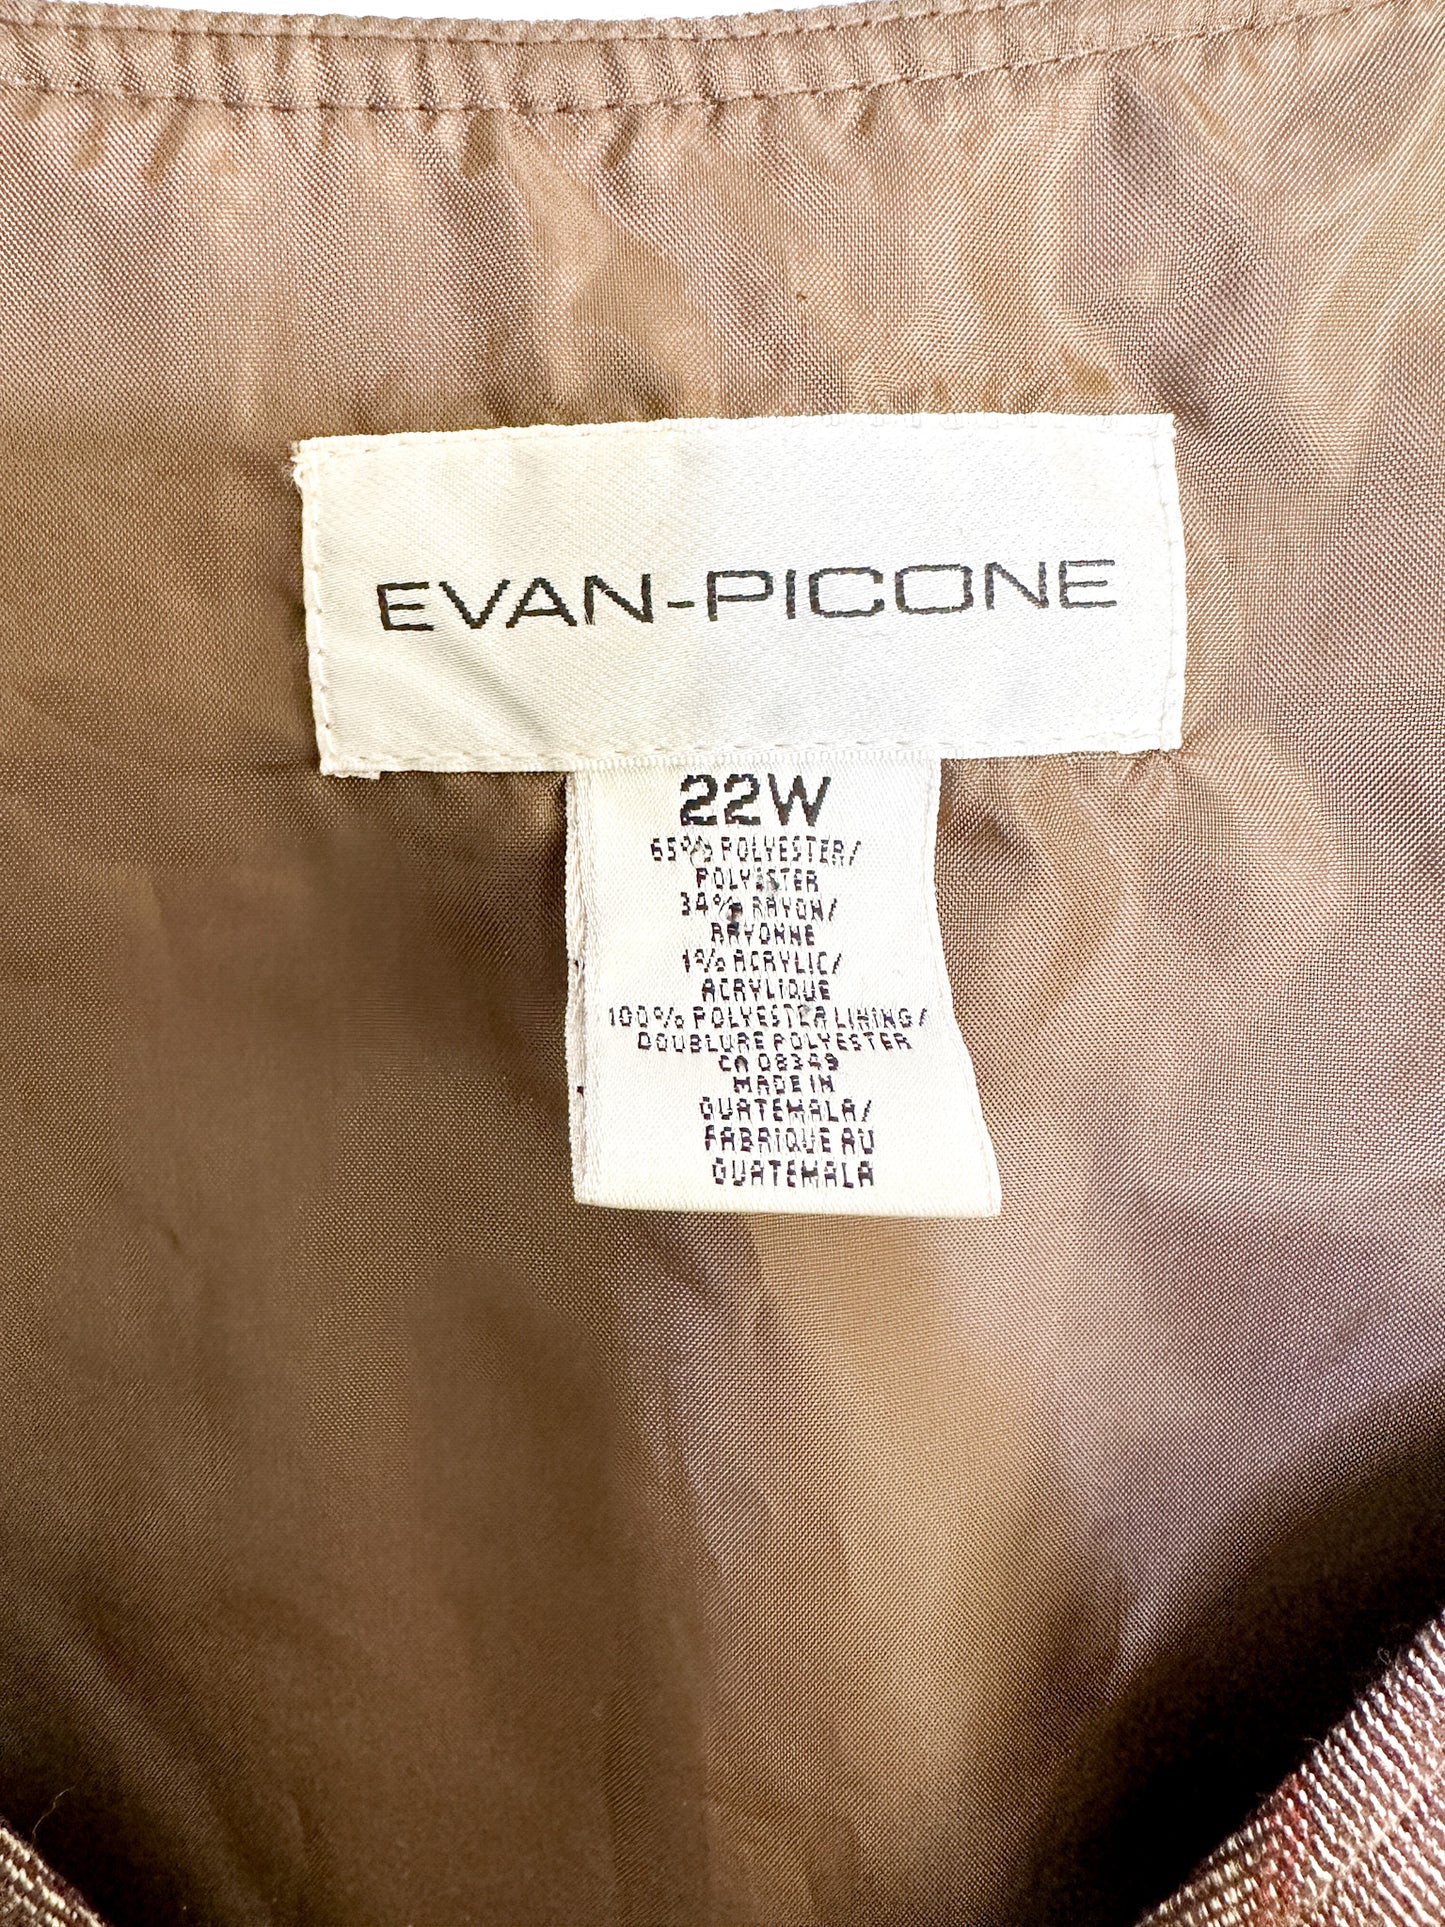 EVAN-PICONE
22W
65% POLYESTER/
POLYESTER
34% RAYON/
RAYONNE
1% ACRYLIC/
ACRYLIQUE
100% POLYESTER LINING/
DOUBLURE POLYESTER
CA 08349
MADE IN
GUATEMALA/
FABRIQUE AU
GUATEMALA